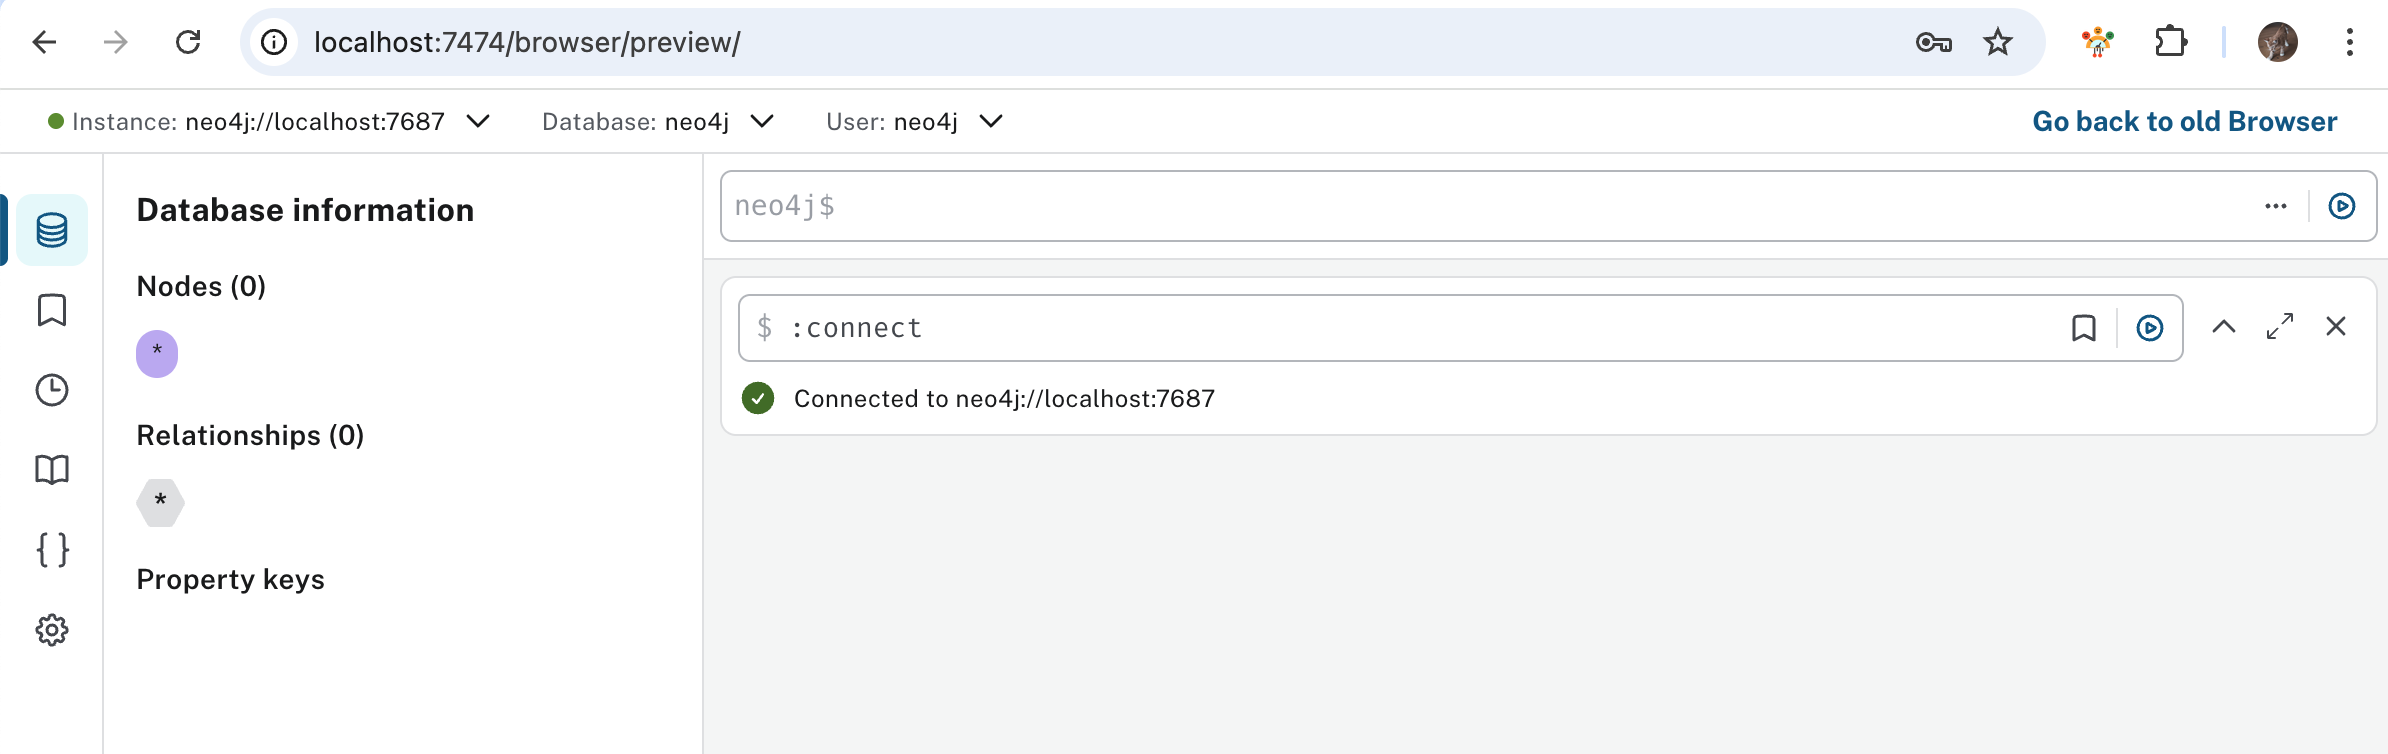 localhost:7474/browser/preview/
Instance: neo4j://localhost:7687 Database: neo4j User: neo4j Go back to old Browser
Database information
Nodes (0)
*
Relationships (0)
*
Property keys
neo4j$
$ :connect
Connected to neo4j://localhost:7687